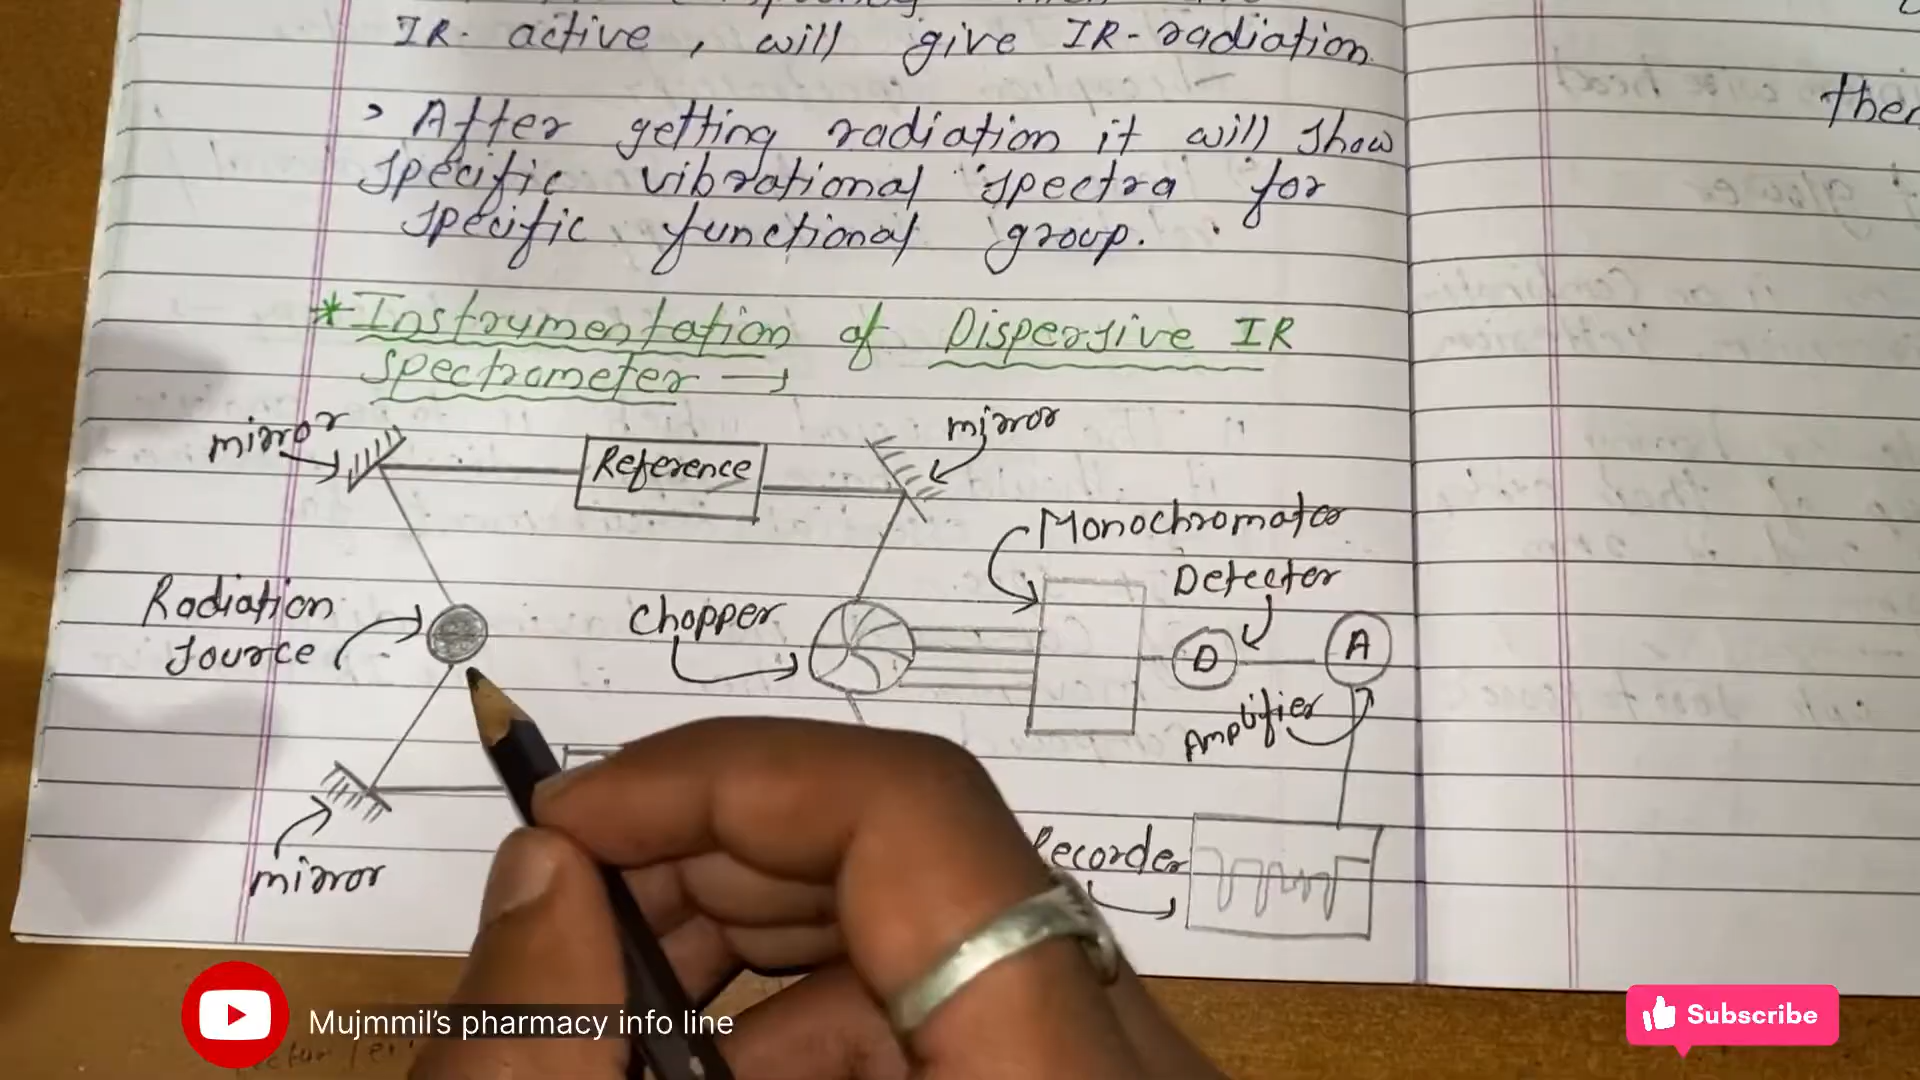 IR- active, will give IR-radiation
> After getting radiation it will show
specific vibrational spectra for
specific functional group.
*Instrumentation of Dispersive IR
spectrometer →
mirror
Reference
mirror
Monochromator
Detector
Radiation
source
chopper
D
A
Amplifier
mirror
Recorder
Mujmmil's pharmacy info line
Subscribe